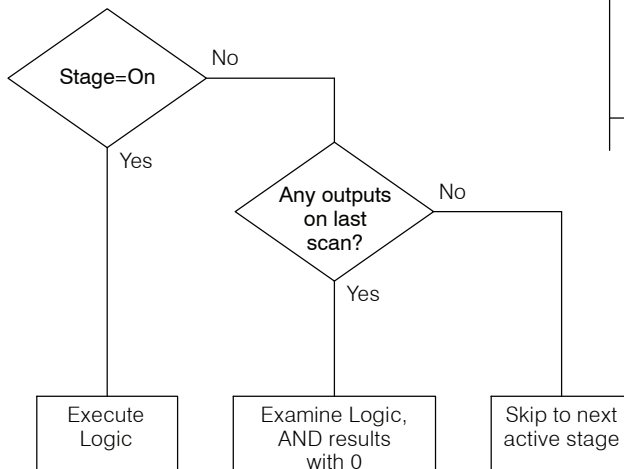 Stage=On
No
Yes
Any outputs
on last
scan?
No
Yes
Execute
Logic
Examine Logic,
AND results
with 0
Skip to next
active stage